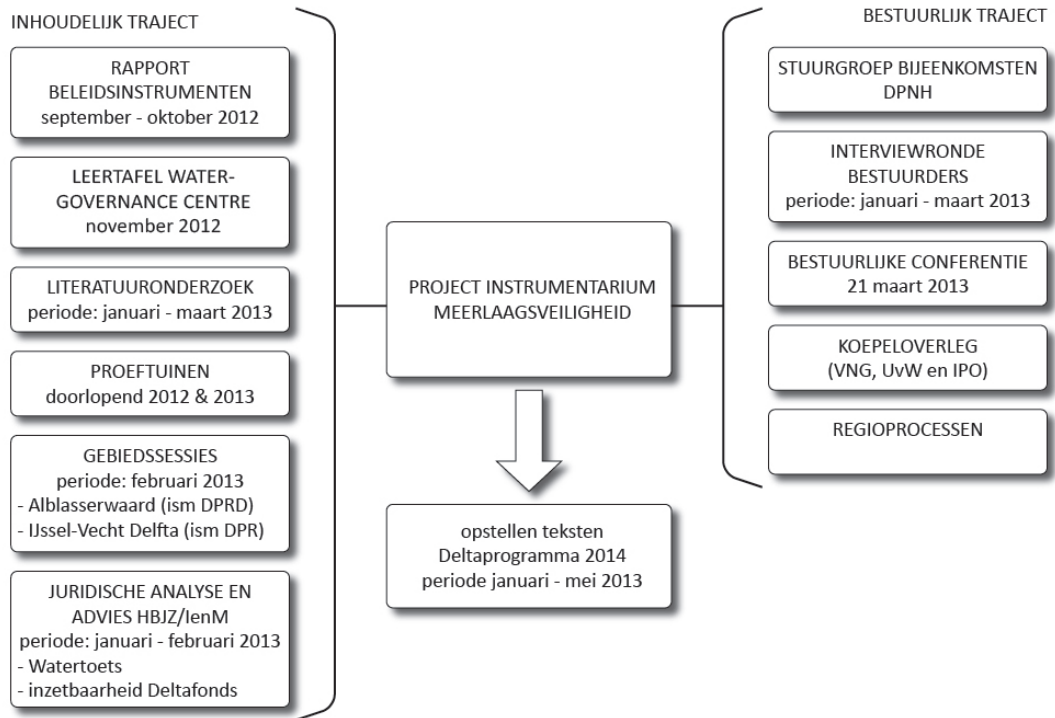 INHOUDELIJK TRAJECT
RAPPORT
BELEIDSINSTRUMENTEN
september - oktober 2012
LEERTAFEL WATER-
GOVERNANCE CENTRE
november 2012
LITERATUURONDERZOEK
periode: januari - maart 2013
PROEFTUINEN
doorlopend 2012 & 2013
GEBIEDSSESSIES
periode: februari 2013
- Alblasserwaard (ism DPRD)
- IJssel-Vecht Delfta (ism DPR)
JURIDISCHE ANALYSE EN
ADVIES HBJZ/IenM
periode: januari - februari 2013
- Watertoets
- inzetbaarheid Deltafonds
PROJECT INSTRUMENTARIUM
MEERLAAGSVEILIGHEID
opstellen teksten
Deltaprogramma 2014
periode januari - mei 2013
BESTUURLIJK TRAJECT
STUURGROEP BIJEENKOMSTEN
DPNH
INTERVIEWRONDE
BESTUURDERS
periode: januari - maart 2013
BESTUURLIJKE CONFERENTIE
21 maart 2013
KOEPELOVERLEG
(VNG, UvW en IPO)
REGIOPROCESSEN